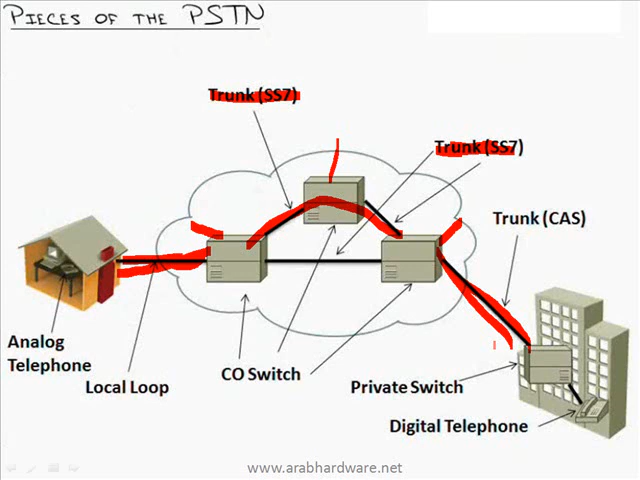 PIECES OF THE PSTN
Trunk (SS7)
Trunk (SS7)
Trunk (CAS)
Analog
Telephone
Local Loop
CO Switch
Private Switch
Digital Telephone
www.arabhardware.net